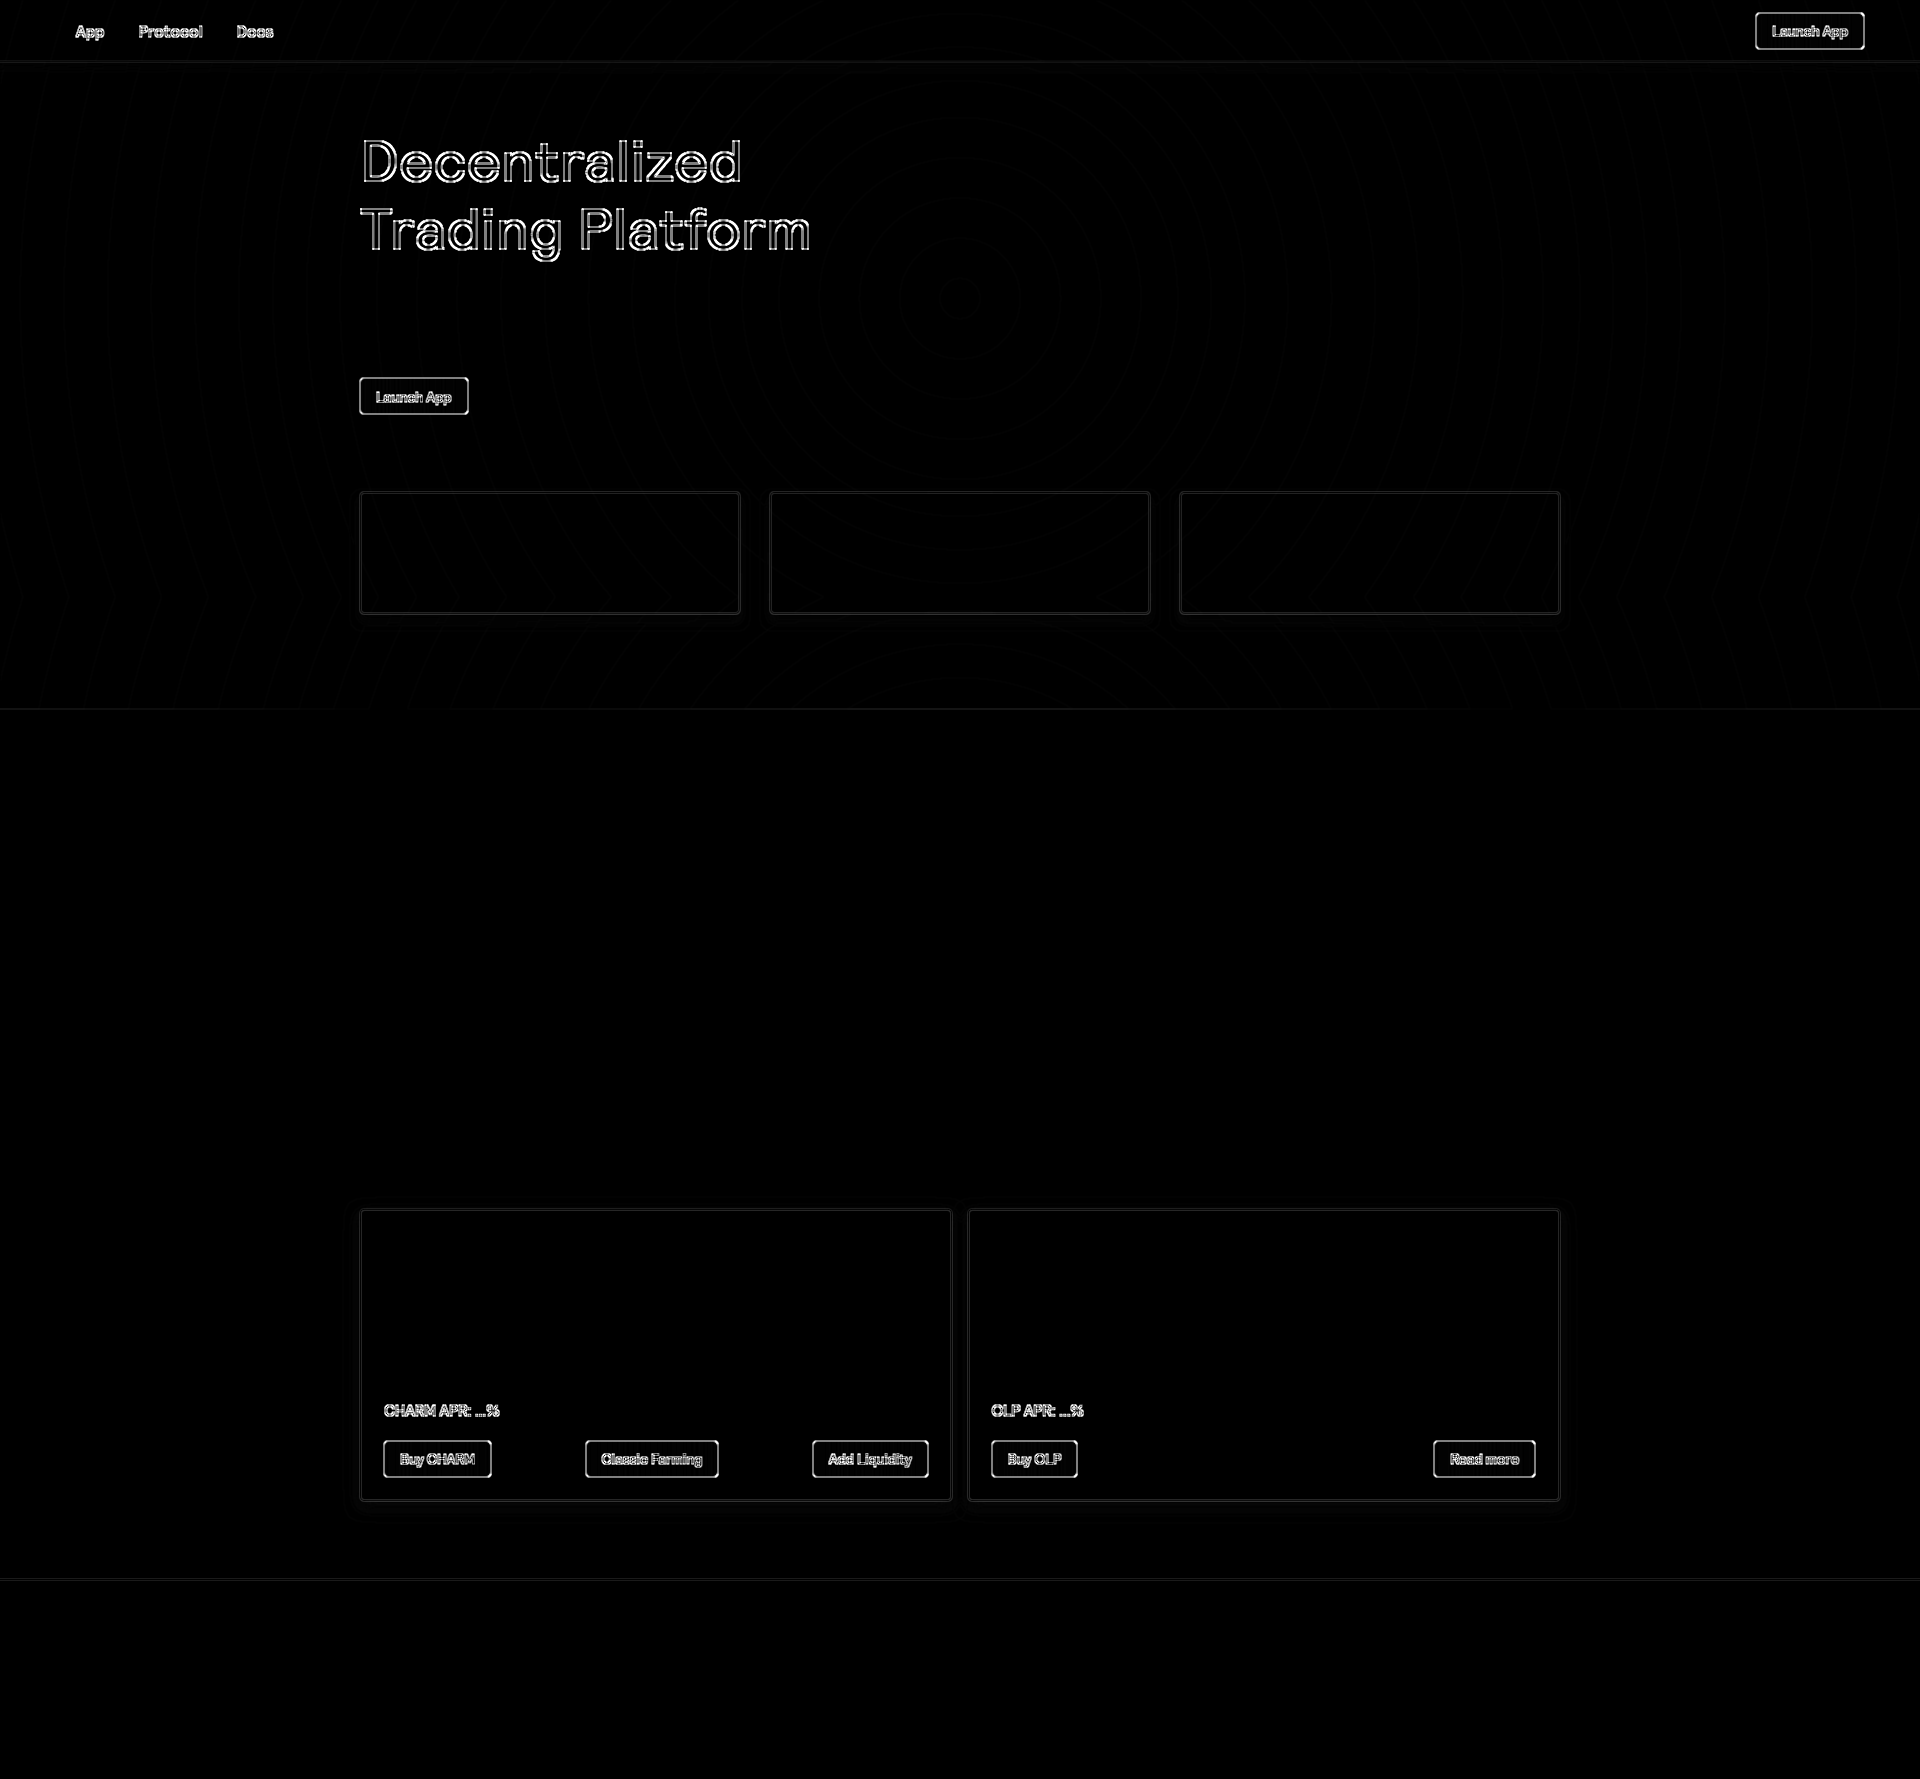 App Protocol Docs Launch App
Decentralized
Trading Platform
Launch App
CHARM APR: ...%
Buy CHARM Classic Farming Add Liquidity
OLP APR: ...%
Buy OLP Read more